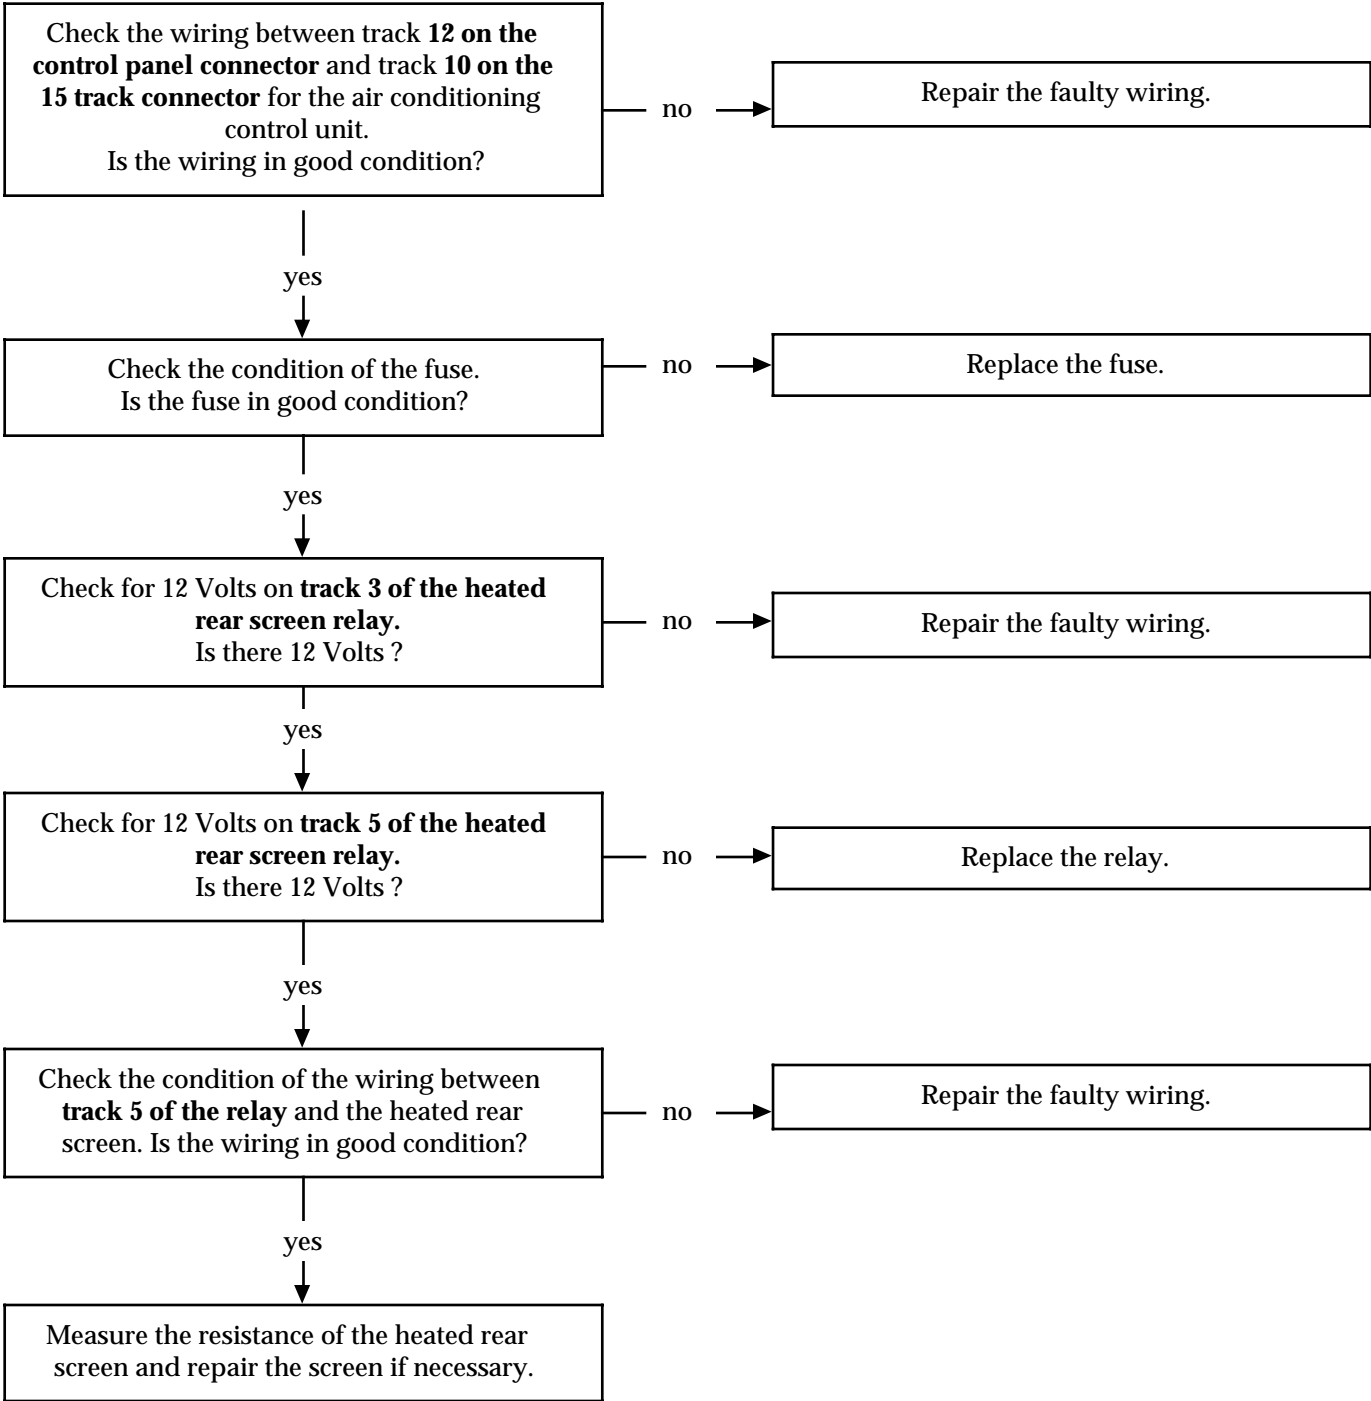 Check the wiring between track 12 on the
control panel connector and track 10 on the
15 track connector for the air conditioning
control unit.
Is the wiring in good condition?
no
Repair the faulty wiring.
yes
Check the condition of the fuse.
Is the fuse in good condition?
no
Replace the fuse.
yes
Check for 12 Volts on track 3 of the heated
rear screen relay.
Is there 12 Volts ?
no
Repair the faulty wiring.
yes
Check for 12 Volts on track 5 of the heated
rear screen relay.
Is there 12 Volts ?
no
Replace the relay.
yes
Check the condition of the wiring between
track 5 of the relay and the heated rear
screen. Is the wiring in good condition?
no
Repair the faulty wiring.
yes
Measure the resistance of the heated rear
screen and repair the screen if necessary.